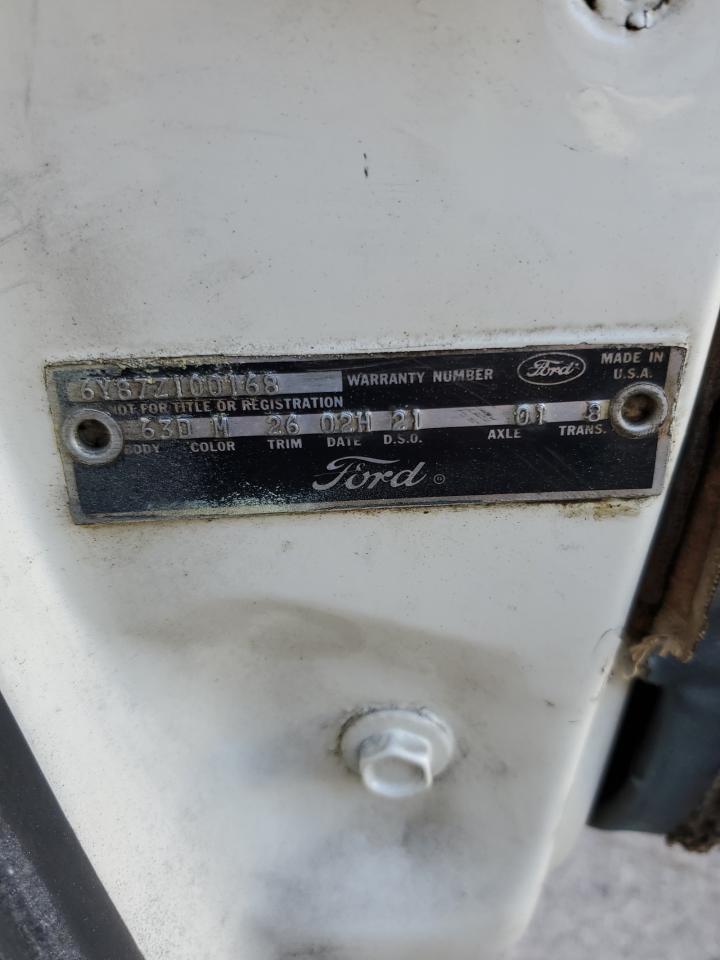 6Y87Z100168 WARRANTY NUMBER Ford MADE IN U.S.A.
NOT FOR TITLE OR REGISTRATION
63D M 26 02H 21 01 8
BODY COLOR TRIM DATE D.S.O. AXLE TRANS.
Ford ®